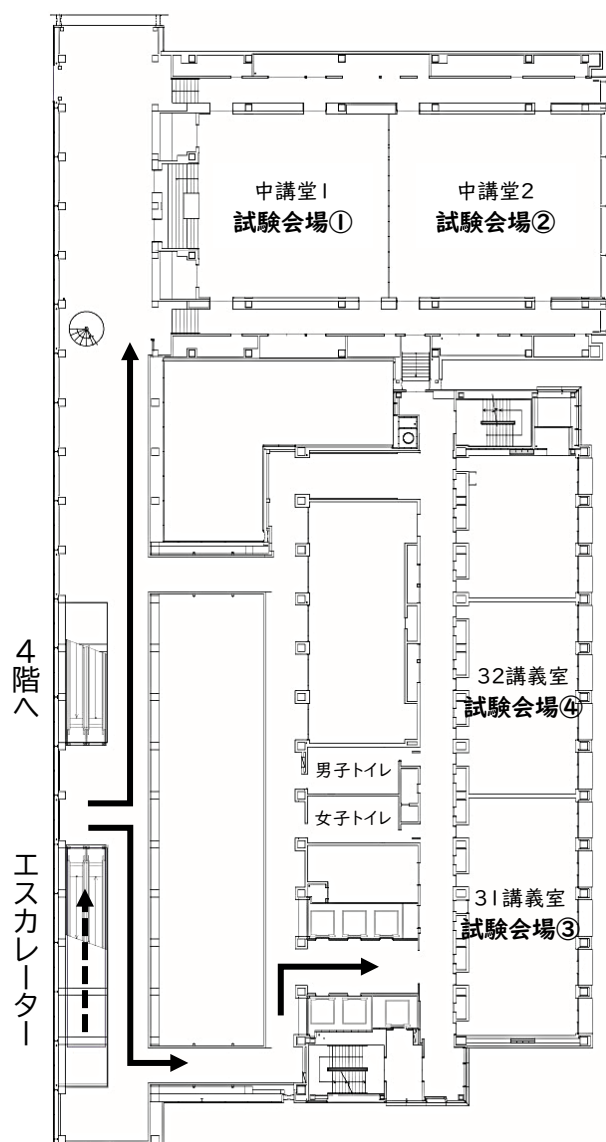 中講堂1
試験会場①
中講堂2
試験会場②
4階へ
32講義室
試験会場④
男子トイレ
女子トイレ
エスカレーター
31講義室
試験会場③